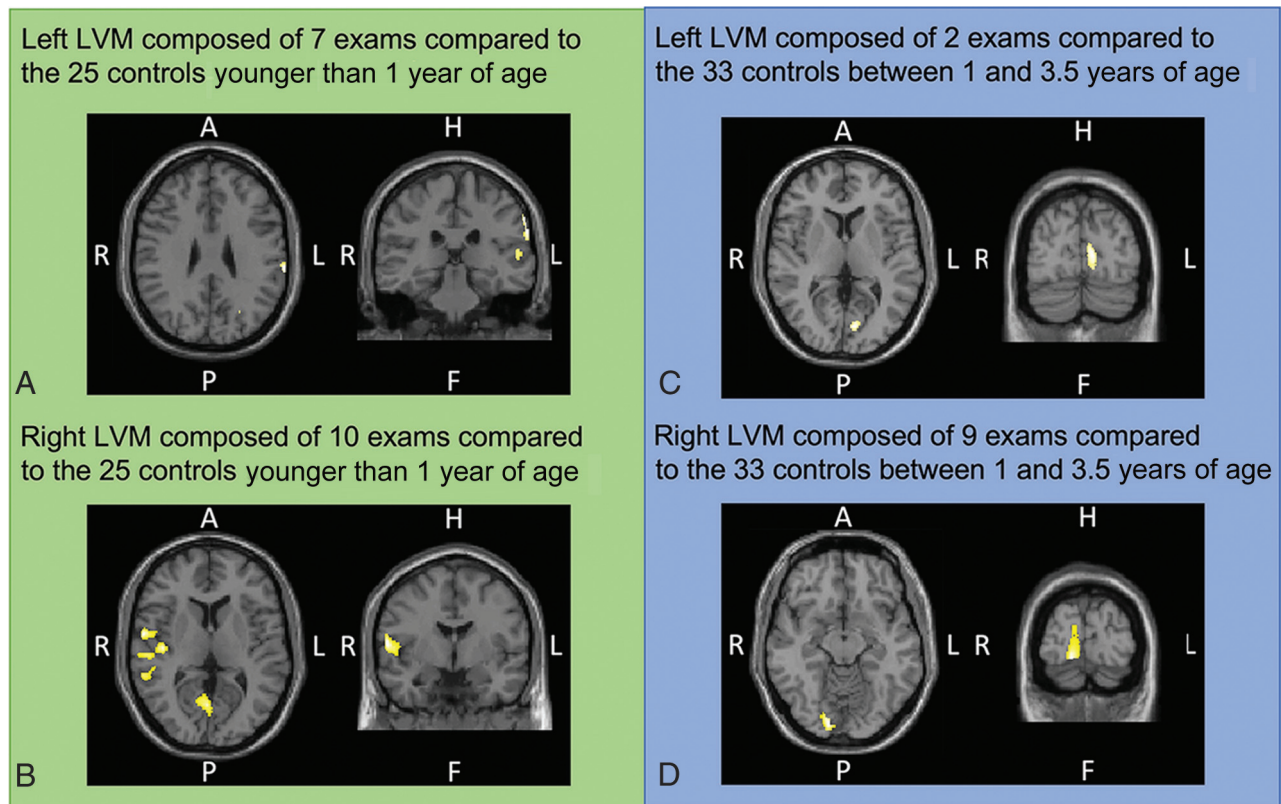 Left LVM composed of 7 exams compared to
the 25 controls younger than 1 year of age
A
H
R
L
R
L
A
P
F
Right LVM composed of 10 exams compared
to the 25 controls younger than 1 year of age
A
H
R
L
R
L
B
P
F
Left LVM composed of 2 exams compared to
the 33 controls between 1 and 3.5 years of age
A
H
R
L
R
L
C
P
F
Right LVM composed of 9 exams compared
to the 33 controls between 1 and 3.5 years of age
A
H
R
L
R
L
D
P
F